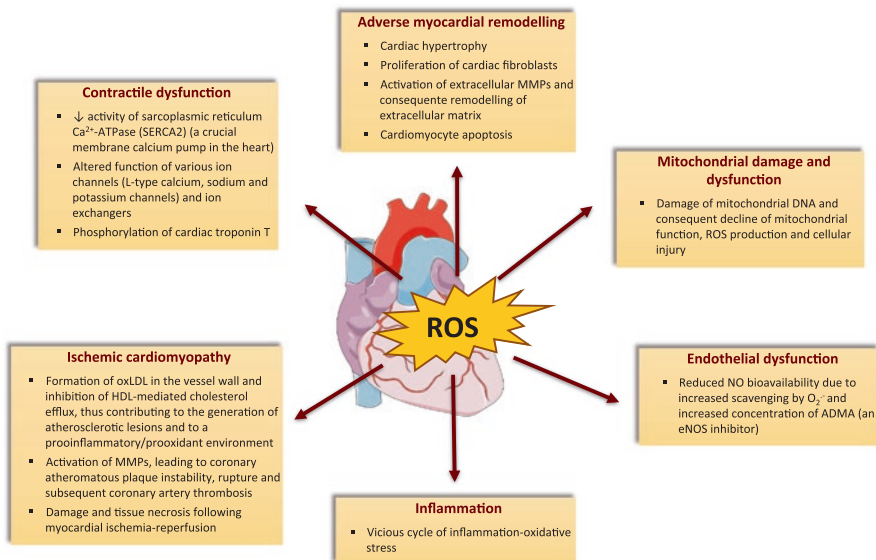 Adverse myocardial remodelling
▪ Cardiac hypertrophy
▪ Proliferation of cardiac fibroblasts
▪ Activation of extracellular MMPs and
consequente remodelling of
extracellular matrix
▪ Cardiomyocyte apoptosis
Contractile dysfunction
▪ ↓ activity of sarcoplasmic reticulum
Ca²⁺-ATPase (SERCA2) (a crucial
membrane calcium pump in the heart)
▪ Altered function of various ion
channels (L-type calcium, sodium and
potassium channels) and ion
exchangers
▪ Phosphorylation of cardiac troponin T
Mitochondrial damage and
dysfunction
▪ Damage of mitochondrial DNA and
consequent decline of mitochondrial
function, ROS production and cellular
injury
ROS
Ischemic cardiomyopathy
▪ Formation of oxLDL in the vessel wall and
inhibition of HDL-mediated cholesterol
efflux, thus contributing to the generation of
atherosclerotic lesions and to a
prooinflammatory/prooxidant environment
▪ Activation of MMPs, leading to coronary
atheromatous plaque instability, rupture and
subsequent coronary artery thrombosis
▪ Damage and tissue necrosis following
myocardial ischemia-reperfusion
Endothelial dysfunction
▪ Reduced NO bioavailability due to
increased scavenging by O₂·⁻ and
increased concentration of ADMA (an
eNOS inhibitor)
Inflammation
▪ Vicious cycle of inflammation-oxidative
stress